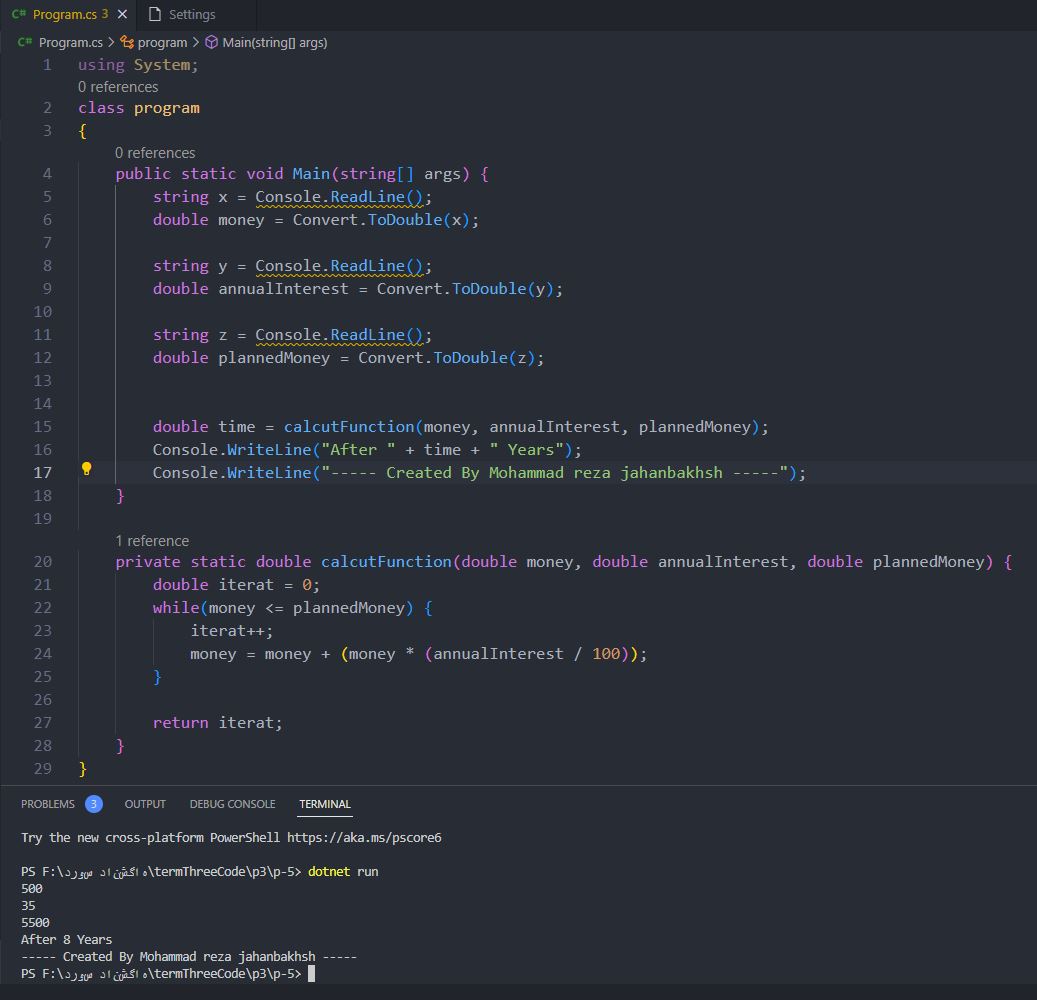 C# Program.cs 3 ×
Settings
C# Program.cs > program > Main(string[] args)
1 using System;
0 references
2 class program
3 {
0 references
4 public static void Main(string[] args) {
5 string x = Console.ReadLine();
6 double money = Convert.ToDouble(x);
7
8 string y = Console.ReadLine();
9 double annualInterest = Convert.ToDouble(y);
10
11 string z = Console.ReadLine();
12 double plannedMoney = Convert.ToDouble(z);
13
14
15 double time = calcutFunction(money, annualInterest, plannedMoney);
16 Console.WriteLine("After " + time + " Years");
17 Console.WriteLine("----- Created By Mohammad reza jahanbakhsh -----");
18 }
19
1 reference
20 private static double calcutFunction(double money, double annualInterest, double plannedMoney) {
21 double iterat = 0;
22 while(money <= plannedMoney) {
23 iterat++;
24 money = money + (money * (annualInterest / 100));
25 }
26
27 return iterat;
28 }
29 }
PROBLEMS 3 OUTPUT DEBUG CONSOLE TERMINAL
Try the new cross-platform PowerShell https://aka.ms/pscore6
PS F:\دروس دانشگاه\termThreeCode\p3\p-5> dotnet run
500
35
5500
After 8 Years
----- Created By Mohammad reza jahanbakhsh -----
PS F:\دروس دانشگاه\termThreeCode\p3\p-5>